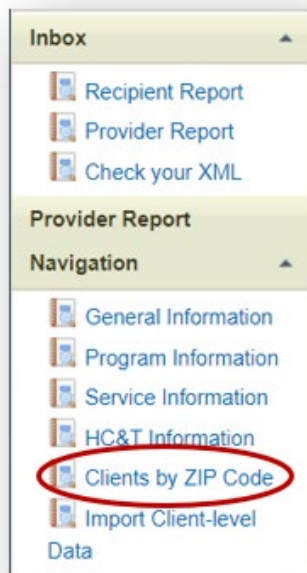 Inbox
Recipient Report
Provider Report
Check your XML
Provider Report
Navigation
General Information
Program Information
Service Information
HC&T Information
Clients by ZIP Code
Import Client-level
Data